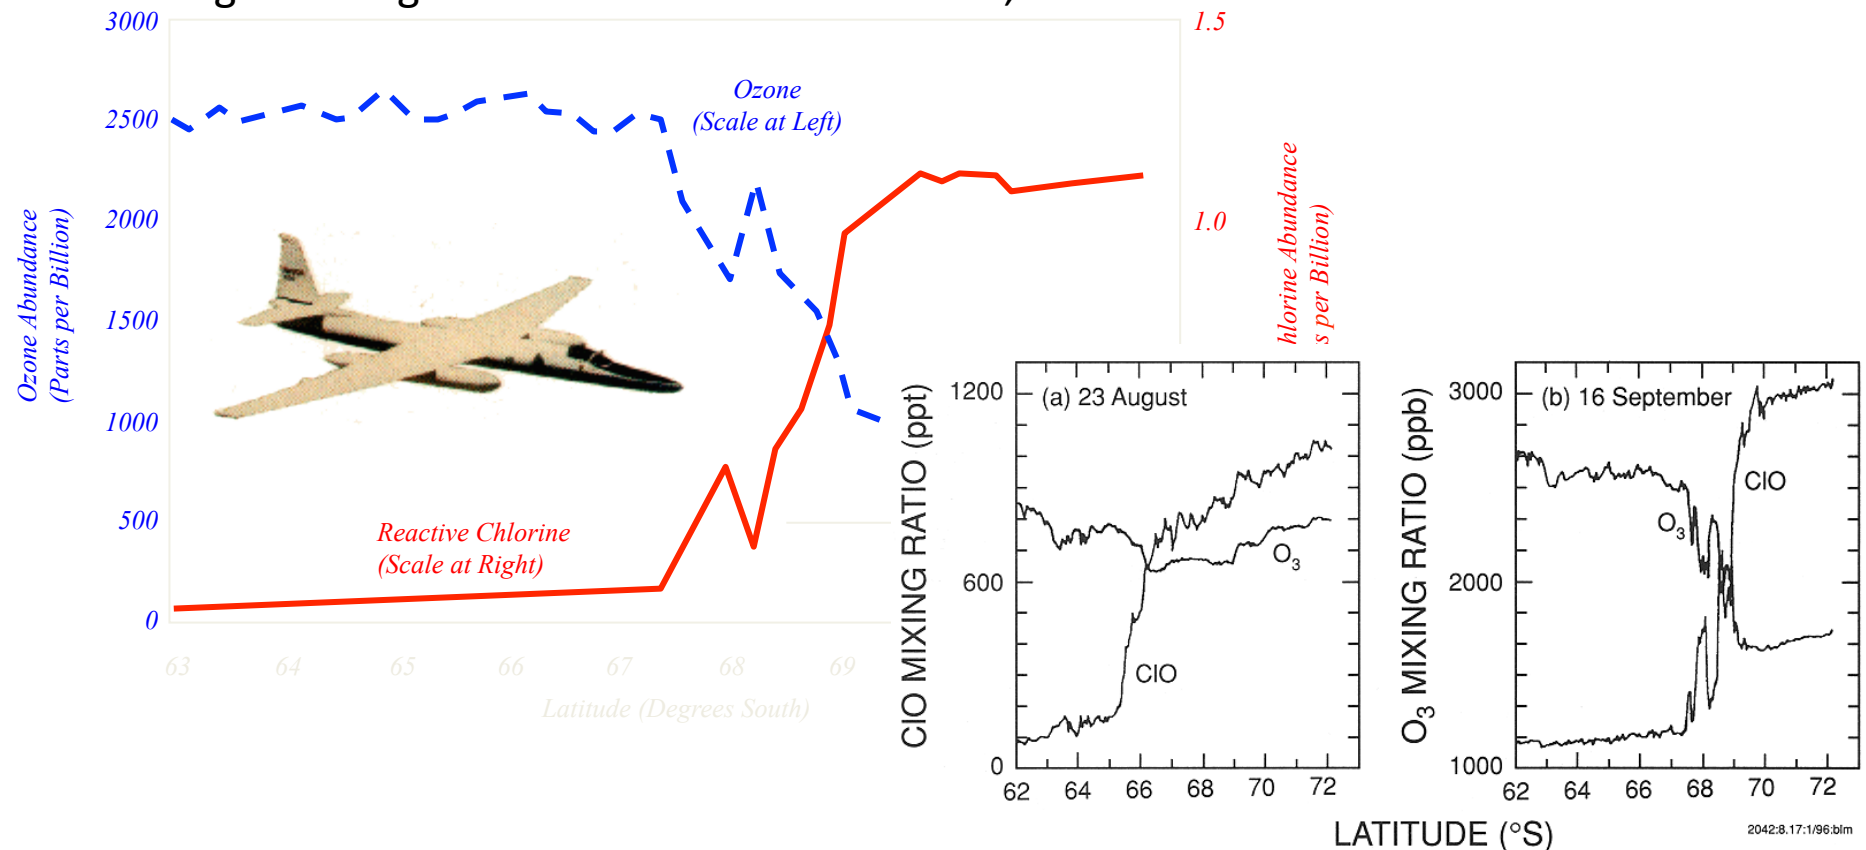 3000
2500
2000
1500
1000
500
0
Ozone Abundance
(Parts per Billion)
Ozone
(Scale at Left)
Reactive Chlorine
(Scale at Right)
63 64 65 66 67 68 69
Latitude (Degrees South)
1.5
1.0
hlorine Abundance
s per Billion)
ClO MIXING RATIO (ppt)
1200
600
0
(a) 23 August
O3
ClO
62 64 66 68 70 72
O3 MIXING RATIO (ppb)
3000
2000
1000
(b) 16 September
ClO
O3
62 64 66 68 70 72
LATITUDE (°S)
2042:8.17:1/96:blm